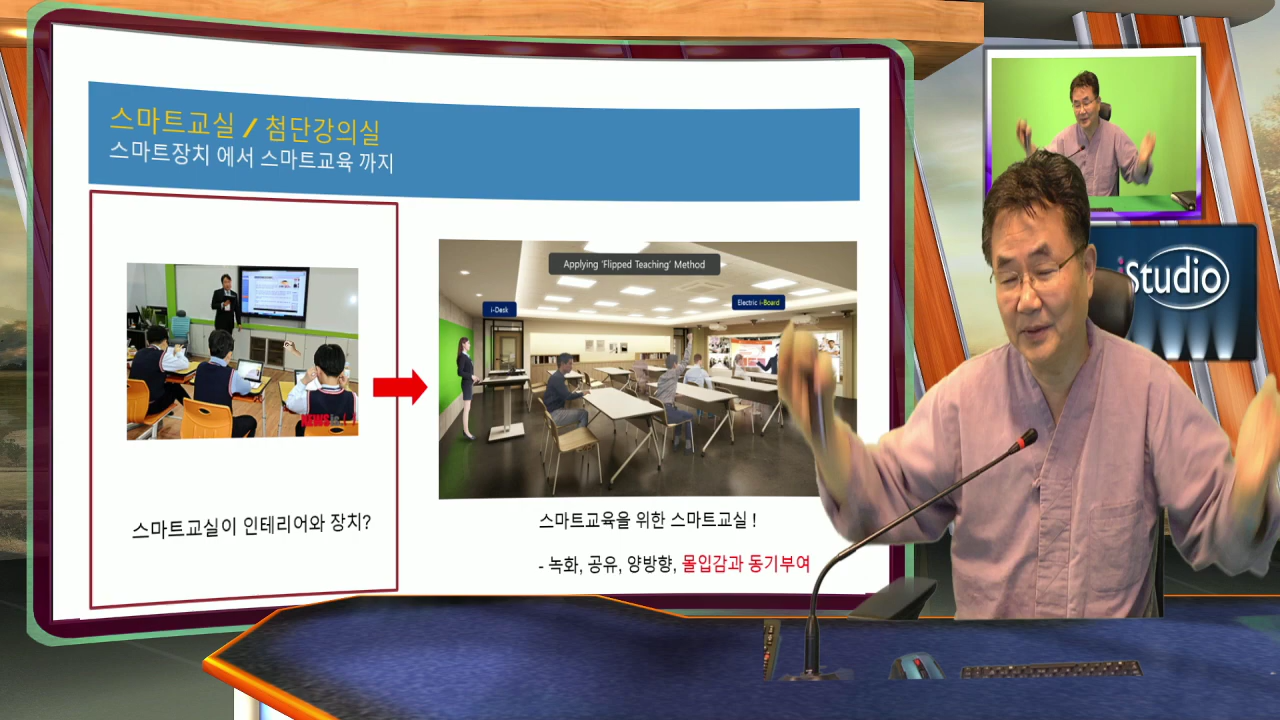 스마트교실 / 첨단강의실
스마트장치 에서 스마트교육 까지
Applying 'Flipped Teaching' Method
i-Desk
Electric i-Board
NEWSis
스마트교실이 인테리어와 장치?
스마트교육을 위한 스마트교실 !
- 녹화, 공유, 양방향, 몰입감과 동기부여
iStudio